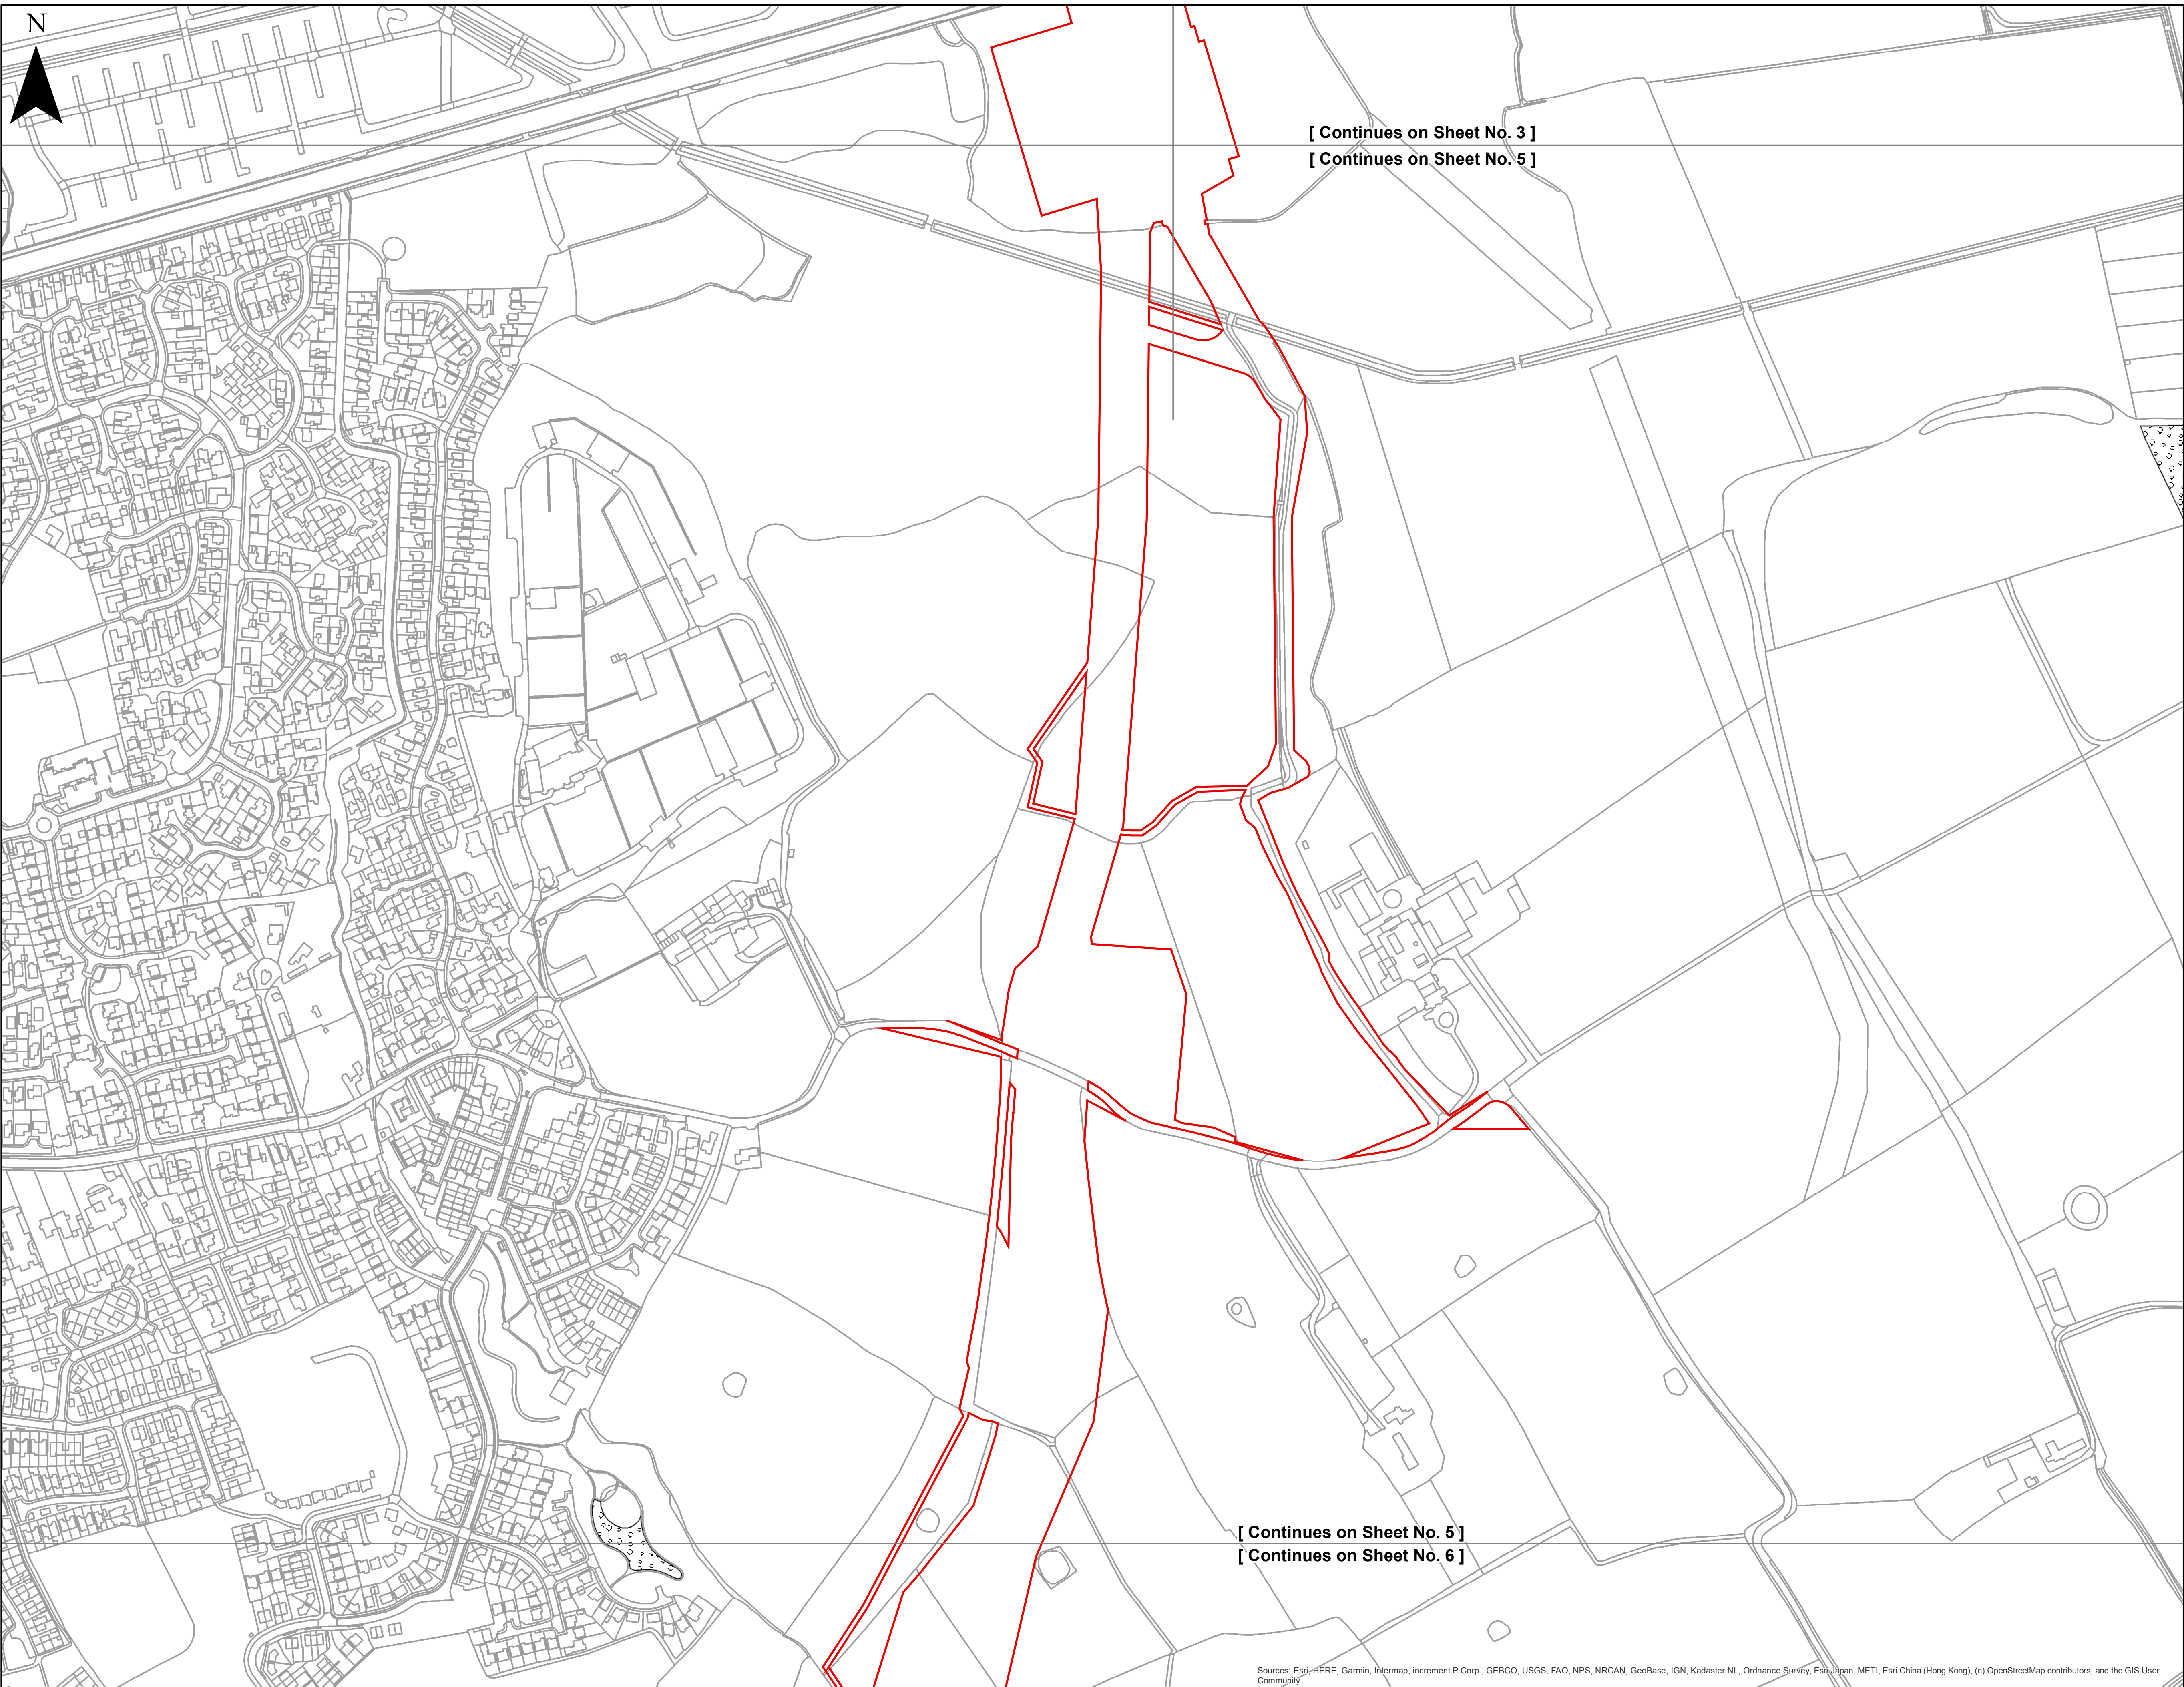 N
[ Continues on Sheet No. 3 ]
[ Continues on Sheet No. 5 ]
[ Continues on Sheet No. 5 ]
[ Continues on Sheet No. 6 ]
Sources: Esri, HERE, Garmin, Intermap, increment P Corp., GEBCO, USGS, FAO, NPS, NRCAN, GeoBase, IGN, Kadaster NL, Ordnance Survey, Esri Japan, METI, Esri China (Hong Kong), (c) OpenStreetMap contributors, and the GIS User
Community